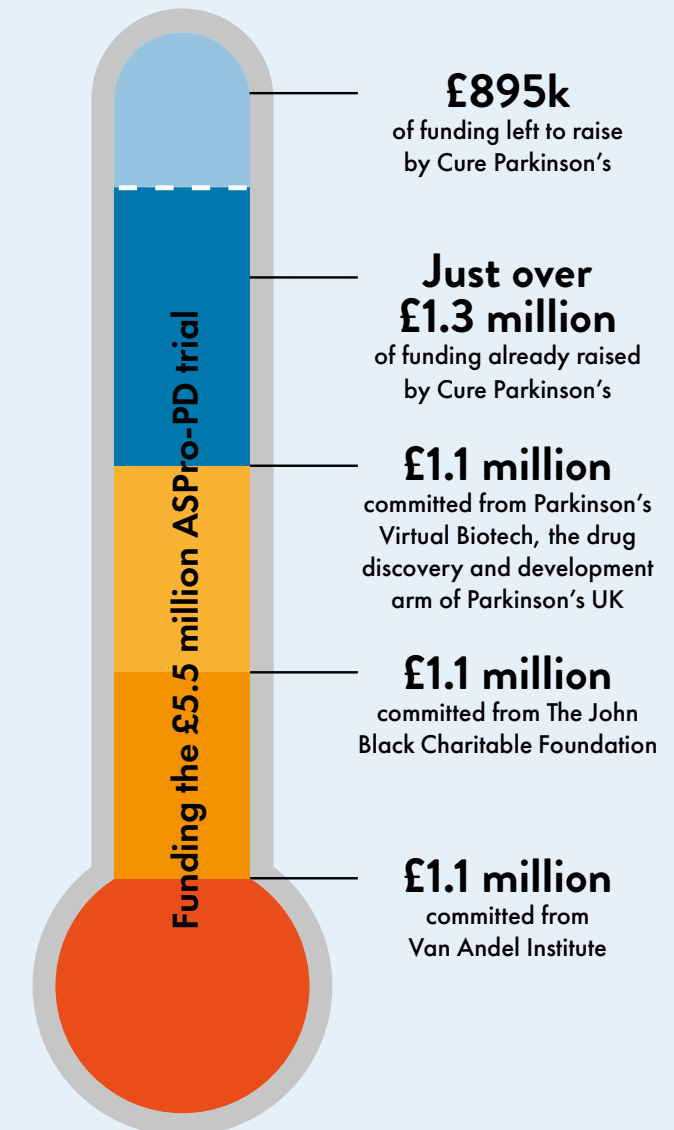 £895k
of funding left to raise
by Cure Parkinson's
Just over
£1.3 million
of funding already raised
by Cure Parkinson's
£1.1 million
committed from Parkinson's
Virtual Biotech, the drug
discovery and development
arm of Parkinson's UK
£1.1 million
committed from The John
Black Charitable Foundation
£1.1 million
committed from
Van Andel Institute
Funding the £5.5 million ASPro-PD trial